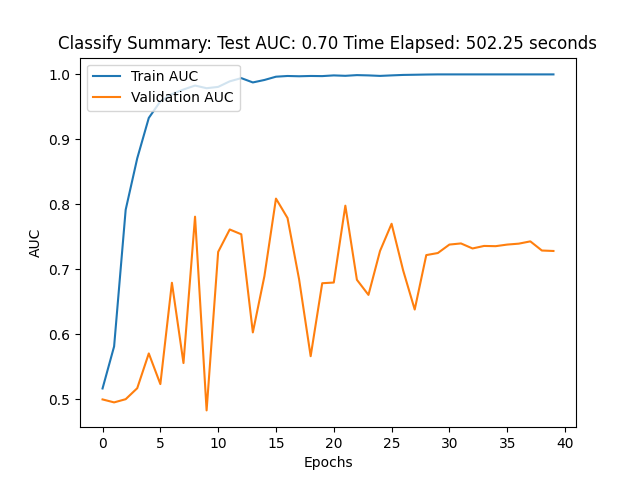 Classify Summary: Test AUC: 0.70 Time Elapsed: 502.25 seconds
Train AUC
Validation AUC
1.0
0.9
0.8
0.7
0.6
0.5
AUC
0 5 10 15 20 25 30 35 40
Epochs